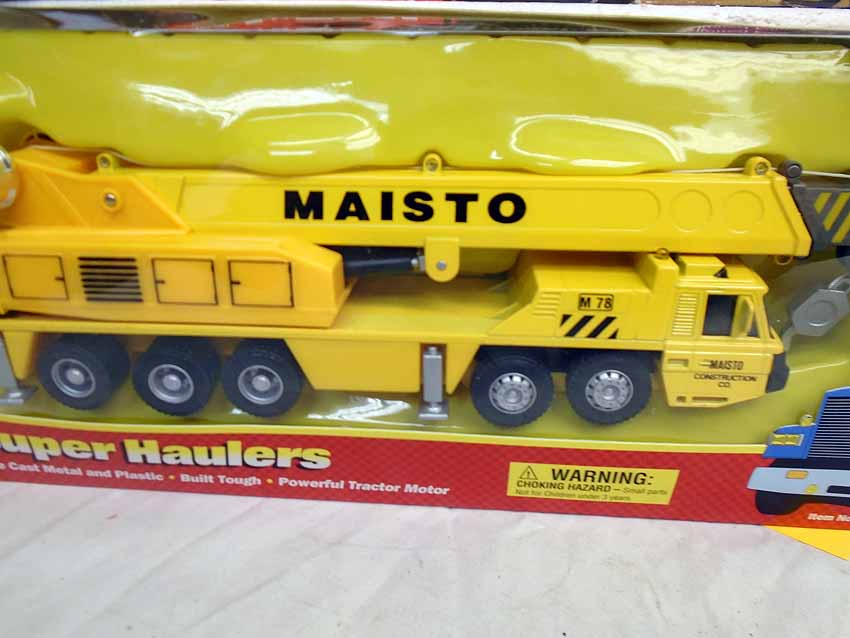 MAISTO
M 78
MAISTO
CONSTRUCTION
CO.
uper Haulers
Cast Metal and Plastic • Built Tough • Powerful Tractor Motor
WARNING:
CHOKING HAZARD – Small parts
Not for Children under 3 years
Item No